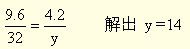 9.6/32 = 4.2/y 解出 y=14